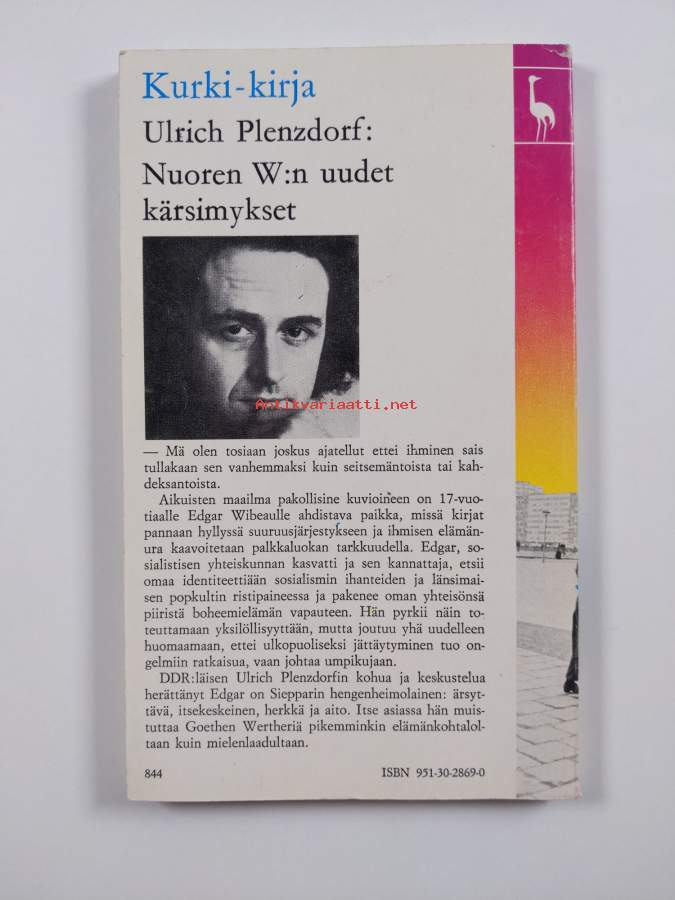 Kurki-kirja
Ulrich Plenzdorf:
Nuoren W:n uudet
kärsimykset
Antikvariaatti.net
— Mä olen tosiaan joskus ajatellut ettei ihminen sais
tullakaan sen vanhemmaksi kuin seitsemäntoista tai kah-
deksantoista.
Aikuisten maailma pakollisine kuvioineen on 17-vuo-
tiaalle Edgar Wibeaulle ahdistava paikka, missä kirjat
pannaan hyllyssä suuruusjärjestykseen ja ihmisen elämän-
ura kaavoitetaan palkkaluokan tarkkuudella. Edgar, so-
sialistisen yhteiskunnan kasvatti ja sen kannattaja, etsii
omaa identiteettiään sosialismin ihanteiden ja länsimai-
sen popkultin ristipaineessa ja pakenee oman yhteisönsä
piiristä boheemielämän vapauteen. Hän pyrkii näin to-
teuttamaan yksilöllisyyttään, mutta joutuu yhä uudelleen
huomaamaan, ettei ulkopuoliseksi jättäytyminen tuo on-
gelmiin ratkaisua, vaan johtaa umpikujaan.
DDR:läisen Ulrich Plenzdorfin kohua ja keskustelua
herättänyt Edgar on Siepparin hengenheimolainen: ärsyt-
tävä, itsekeskeinen, herkkä ja aito. Itse asiassa hän muis-
tuttaa Goethen Wertheriä pikemminkin elämänkohtalol-
taan kuin mielenlaadultaan.
844 ISBN 951-30-2869-0